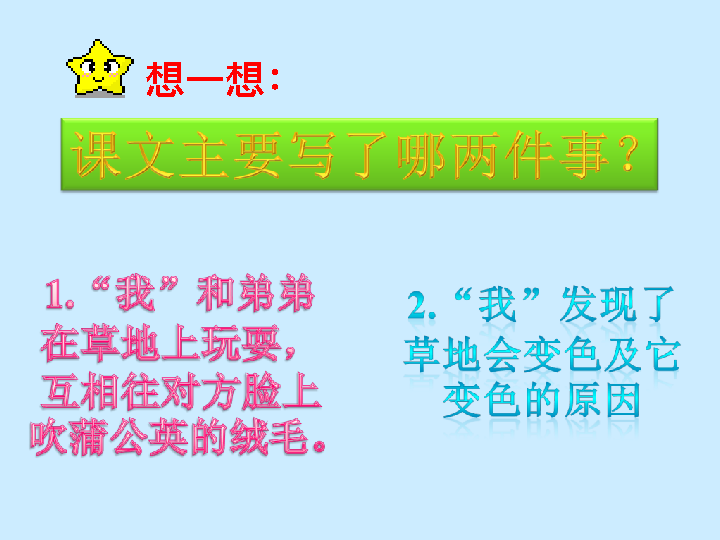 想一想：
课文主要写了哪两件事？
1.“我”和弟弟
在草地上玩耍，
互相往对方脸上
吹蒲公英的绒毛。
2.“我”发现了
草地会变色及它
变色的原因